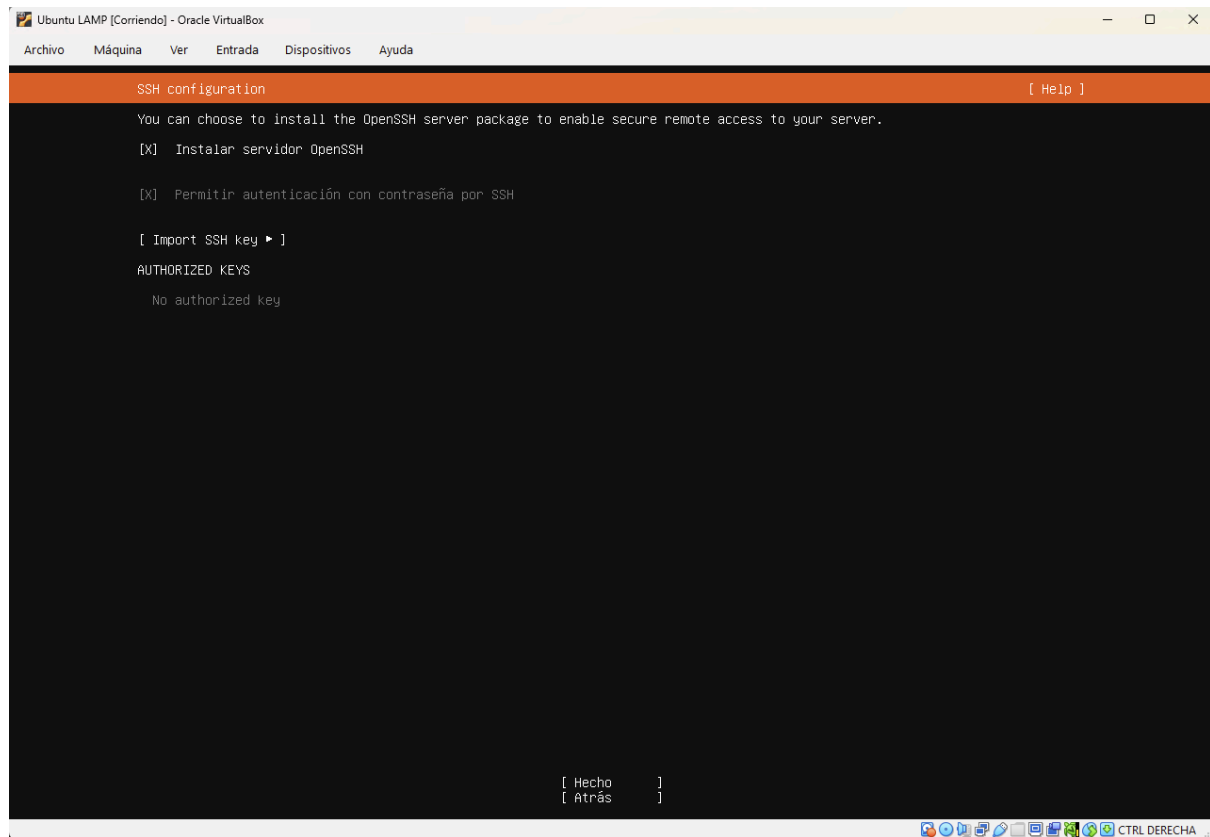 Ubuntu LAMP [Corriendo] - Oracle VirtualBox
Archivo Máquina Ver Entrada Dispositivos Ayuda
SSH configuration [ Help ]
You can choose to install the OpenSSH server package to enable secure remote access to your server.
[X] Instalar servidor OpenSSH
[X] Permitir autenticación con contraseña por SSH
[ Import SSH key ▸ ]
AUTHORIZED KEYS
No authorized key
[ Hecho ]
[ Atrás ]
CTRL DERECHA